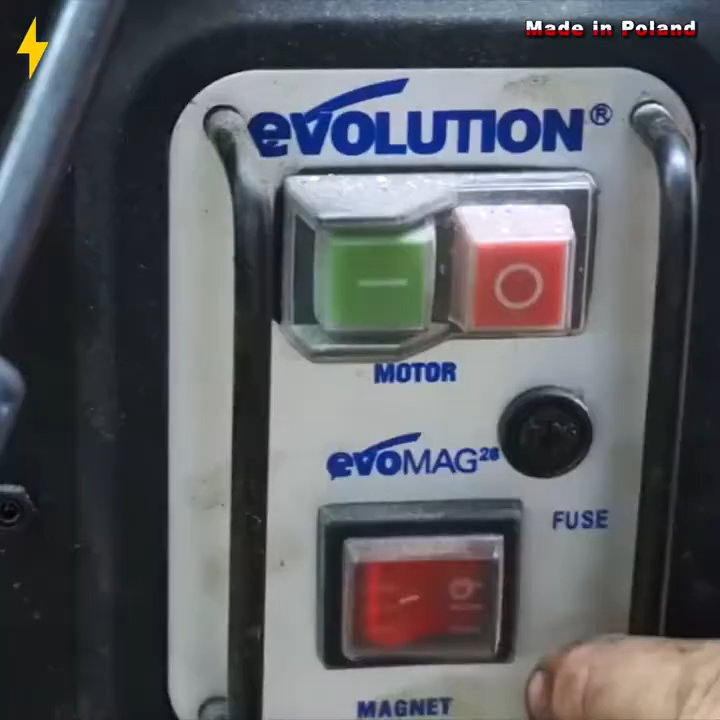 Made in Poland
evOLUTION®
MOTOR
evoMAG28
FUSE
MAGNET